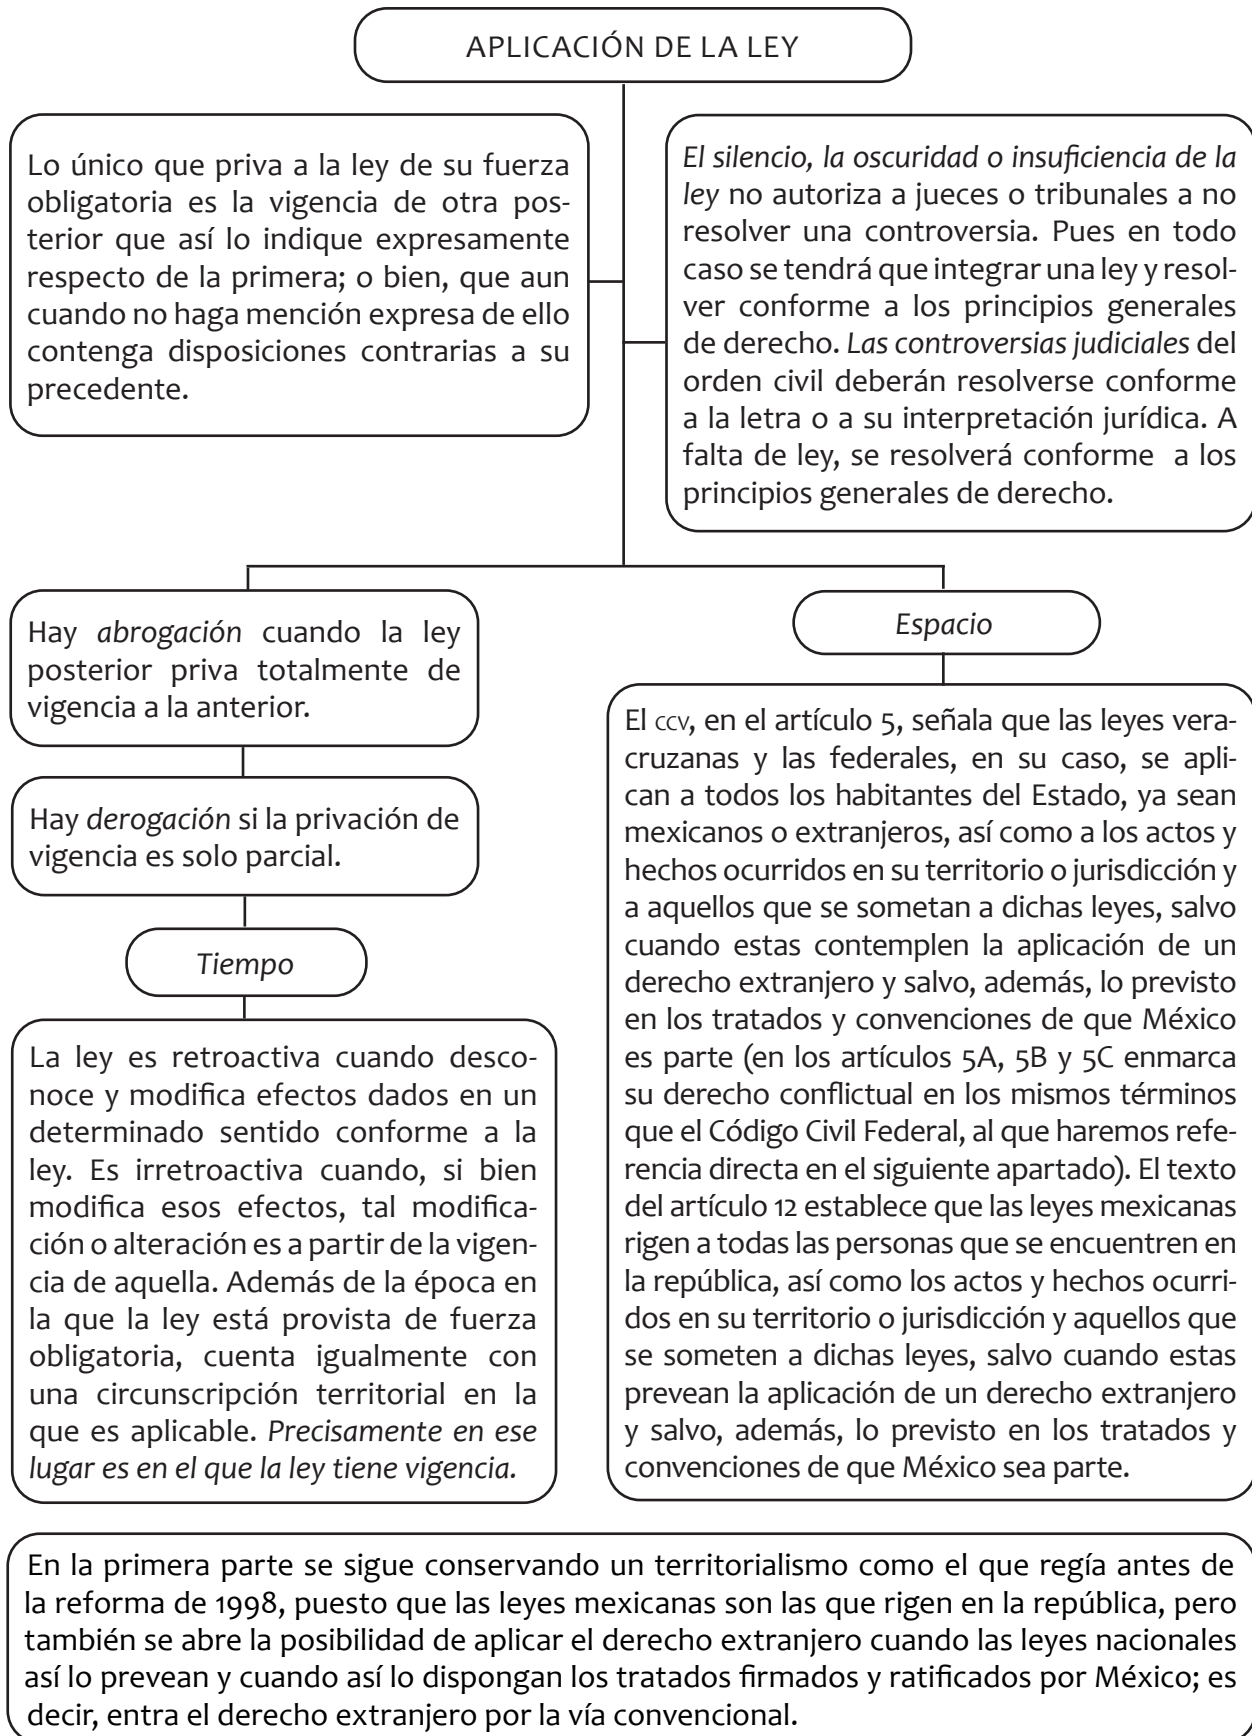 APLICACIÓN DE LA LEY
Lo único que priva a la ley de su fuerza
obligatoria es la vigencia de otra pos-
terior que así lo indique expresamente
respecto de la primera; o bien, que aun
cuando no haga mención expresa de ello
contenga disposiciones contrarias a su
precedente.
El silencio, la oscuridad o insuficiencia de la
ley no autoriza a jueces o tribunales a no
resolver una controversia. Pues en todo
caso se tendrá que integrar una ley y resol-
ver conforme a los principios generales
de derecho. Las controversias judiciales del
orden civil deberán resolverse conforme
a la letra o a su interpretación jurídica. A
falta de ley, se resolverá conforme a los
principios generales de derecho.
Hay abrogación cuando la ley
posterior priva totalmente de
vigencia a la anterior.
Hay derogación si la privación de
vigencia es solo parcial.
Tiempo
La ley es retroactiva cuando desco-
noce y modifica efectos dados en un
determinado sentido conforme a la
ley. Es irretroactiva cuando, si bien
modifica esos efectos, tal modifica-
ción o alteración es a partir de la vigen-
cia de aquella. Además de la época en
la que la ley está provista de fuerza
obligatoria, cuenta igualmente con
una circunscripción territorial en la
que es aplicable. Precisamente en ese
lugar es en el que la ley tiene vigencia.
Espacio
El CCV, en el artículo 5, señala que las leyes vera-
cruzanas y las federales, en su caso, se apli-
can a todos los habitantes del Estado, ya sean
mexicanos o extranjeros, así como a los actos y
hechos ocurridos en su territorio o jurisdicción y
a aquellos que se sometan a dichas leyes, salvo
cuando estas contemplen la aplicación de un
derecho extranjero y salvo, además, lo previsto
en los tratados y convenciones de que México
es parte (en los artículos 5A, 5B y 5C enmarca
su derecho conflictual en los mismos términos
que el Código Civil Federal, al que haremos refe-
rencia directa en el siguiente apartado). El texto
del artículo 12 establece que las leyes mexicanas
rigen a todas las personas que se encuentren en
la república, así como los actos y hechos ocurri-
dos en su territorio o jurisdicción y aquellos que
se someten a dichas leyes, salvo cuando estas
prevean la aplicación de un derecho extranjero
y salvo, además, lo previsto en los tratados y
convenciones de que México sea parte.
En la primera parte se sigue conservando un territorialismo como el que regía antes de
la reforma de 1998, puesto que las leyes mexicanas son las que rigen en la república, pero
también se abre la posibilidad de aplicar el derecho extranjero cuando las leyes nacionales
así lo prevean y cuando así lo dispongan los tratados firmados y ratificados por México; es
decir, entra el derecho extranjero por la vía convencional.